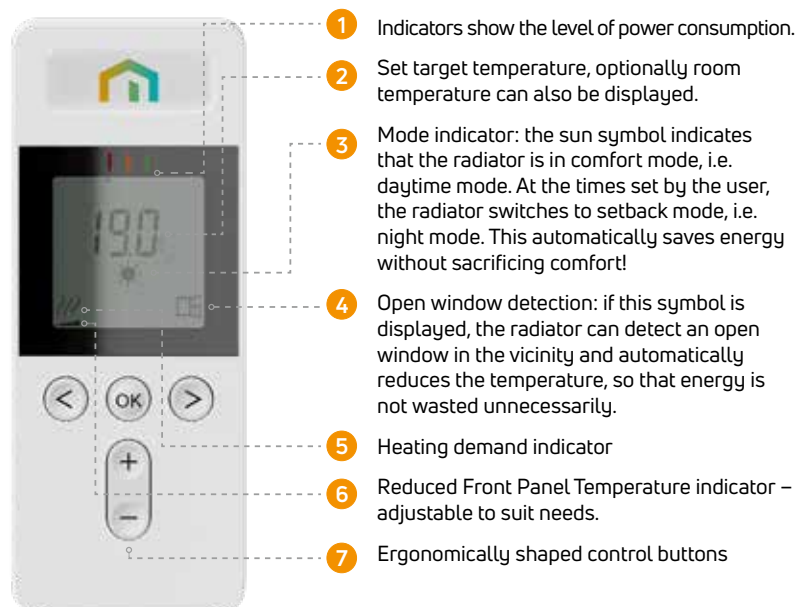 1 Indicators show the level of power consumption.
2 Set target temperature, optionally room
temperature can also be displayed.
3 Mode indicator: the sun symbol indicates
that the radiator is in comfort mode, i.e.
daytime mode. At the times set by the user,
the radiator switches to setback mode, i.e.
night mode. This automatically saves energy
without sacrificing comfort!
4 Open window detection: if this symbol is
displayed, the radiator can detect an open
window in the vicinity and automatically
reduces the temperature, so that energy is
not wasted unnecessarily.
5 Heating demand indicator
6 Reduced Front Panel Temperature indicator –
adjustable to suit needs.
7 Ergonomically shaped control buttons
19.0
< OK >
+
−